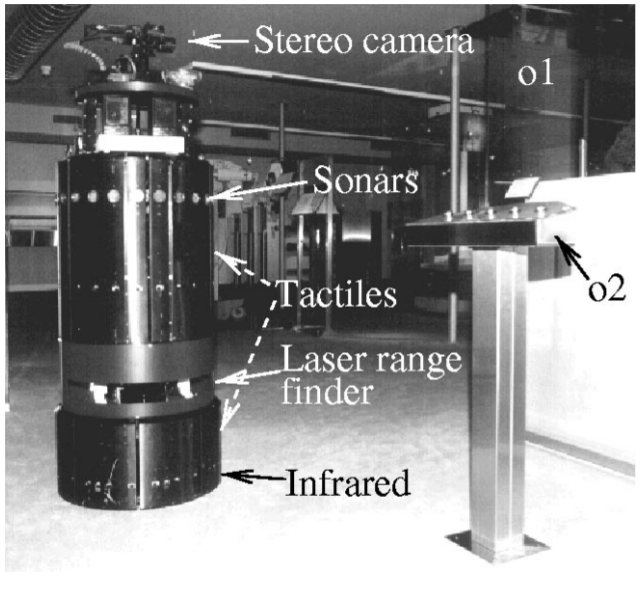 Stereo camera
o1
Sonars
o2
Tactiles
Laser range
finder
Infrared